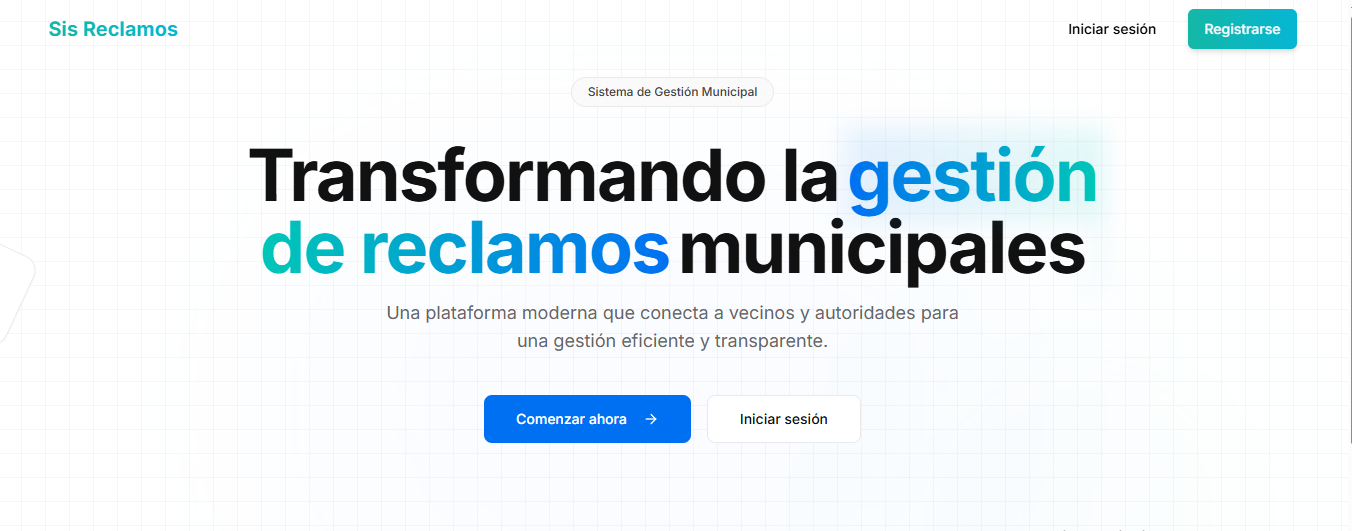 Sis Reclamos
Iniciar sesión
Registrarse
Sistema de Gestión Municipal
Transformando la gestión
de reclamos municipales
Una plataforma moderna que conecta a vecinos y autoridades para
una gestión eficiente y transparente.
Comenzar ahora →
Iniciar sesión